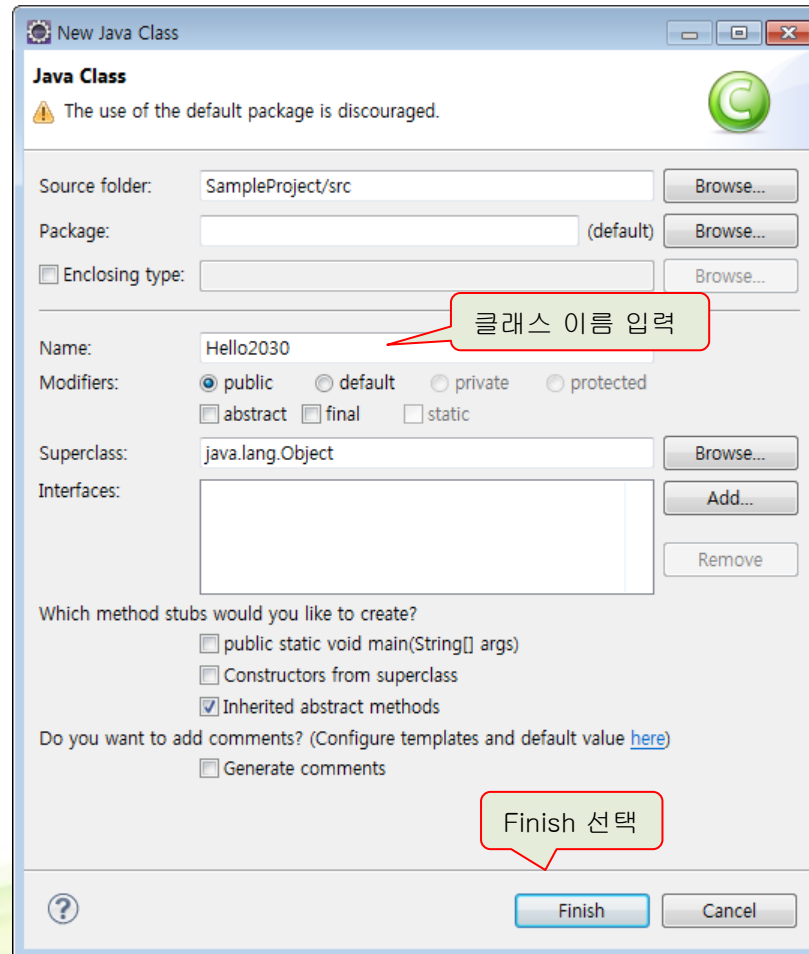 New Java Class
Java Class
The use of the default package is discouraged.
Source folder: SampleProject/src Browse...
Package: (default) Browse...
Enclosing type: Browse...
클래스 이름 입력
Name: Hello2030
Modifiers: public default private protected
abstract final static
Superclass: java.lang.Object Browse...
Interfaces: Add...
Remove
Which method stubs would you like to create?
public static void main(String[] args)
Constructors from superclass
Inherited abstract methods
Do you want to add comments? (Configure templates and default value here)
Generate comments
Finish 선택
? Finish Cancel